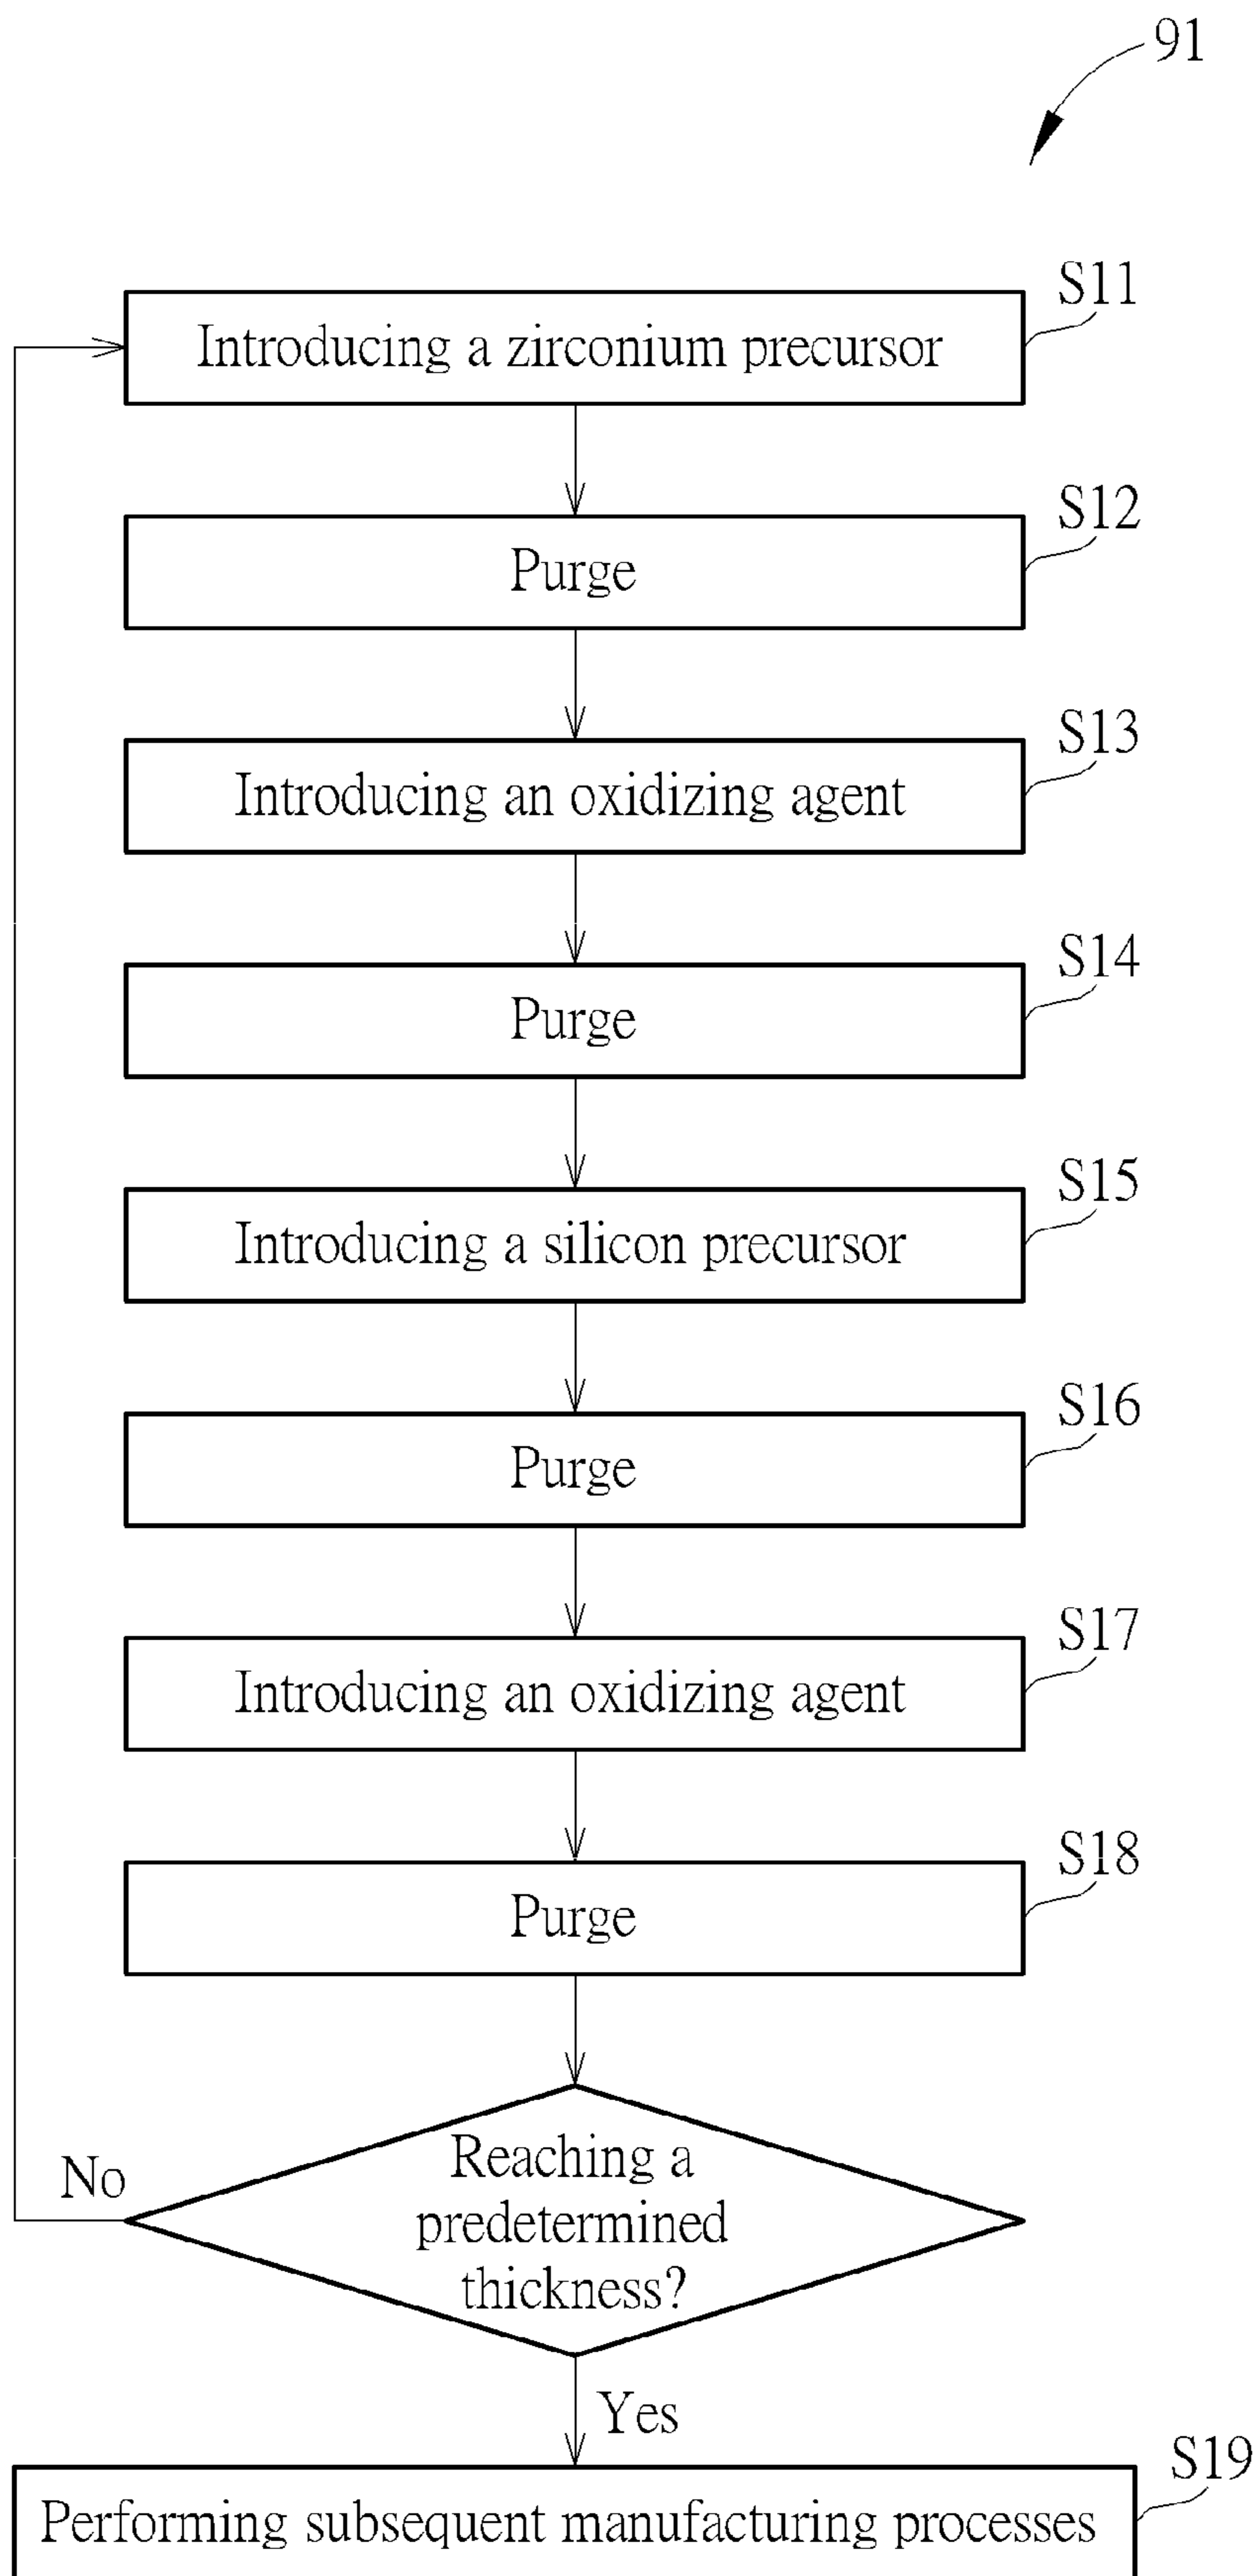 91
S11
Introducing a zirconium precursor
S12
Purge
S13
Introducing an oxidizing agent
S14
Purge
S15
Introducing a silicon precursor
S16
Purge
S17
Introducing an oxidizing agent
S18
Purge
Reaching a
predetermined
thickness?
No
Yes
S19
Performing subsequent manufacturing processes